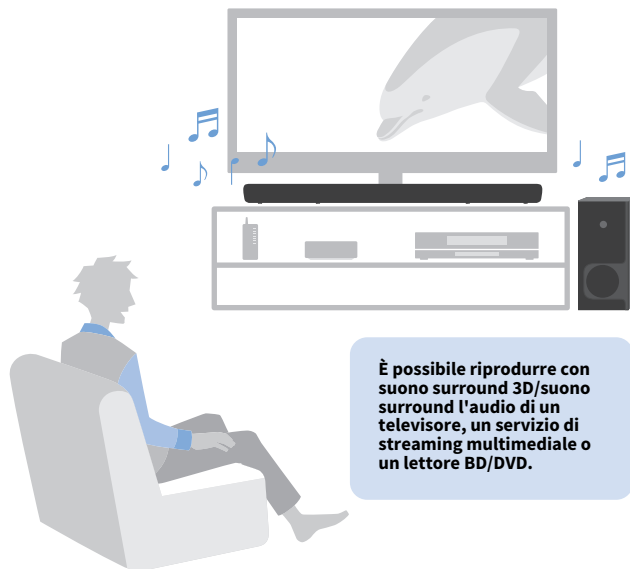 È possibile riprodurre con
suono surround 3D/suono
surround l'audio di un
televisore, un servizio di
streaming multimediale o
un lettore BD/DVD.